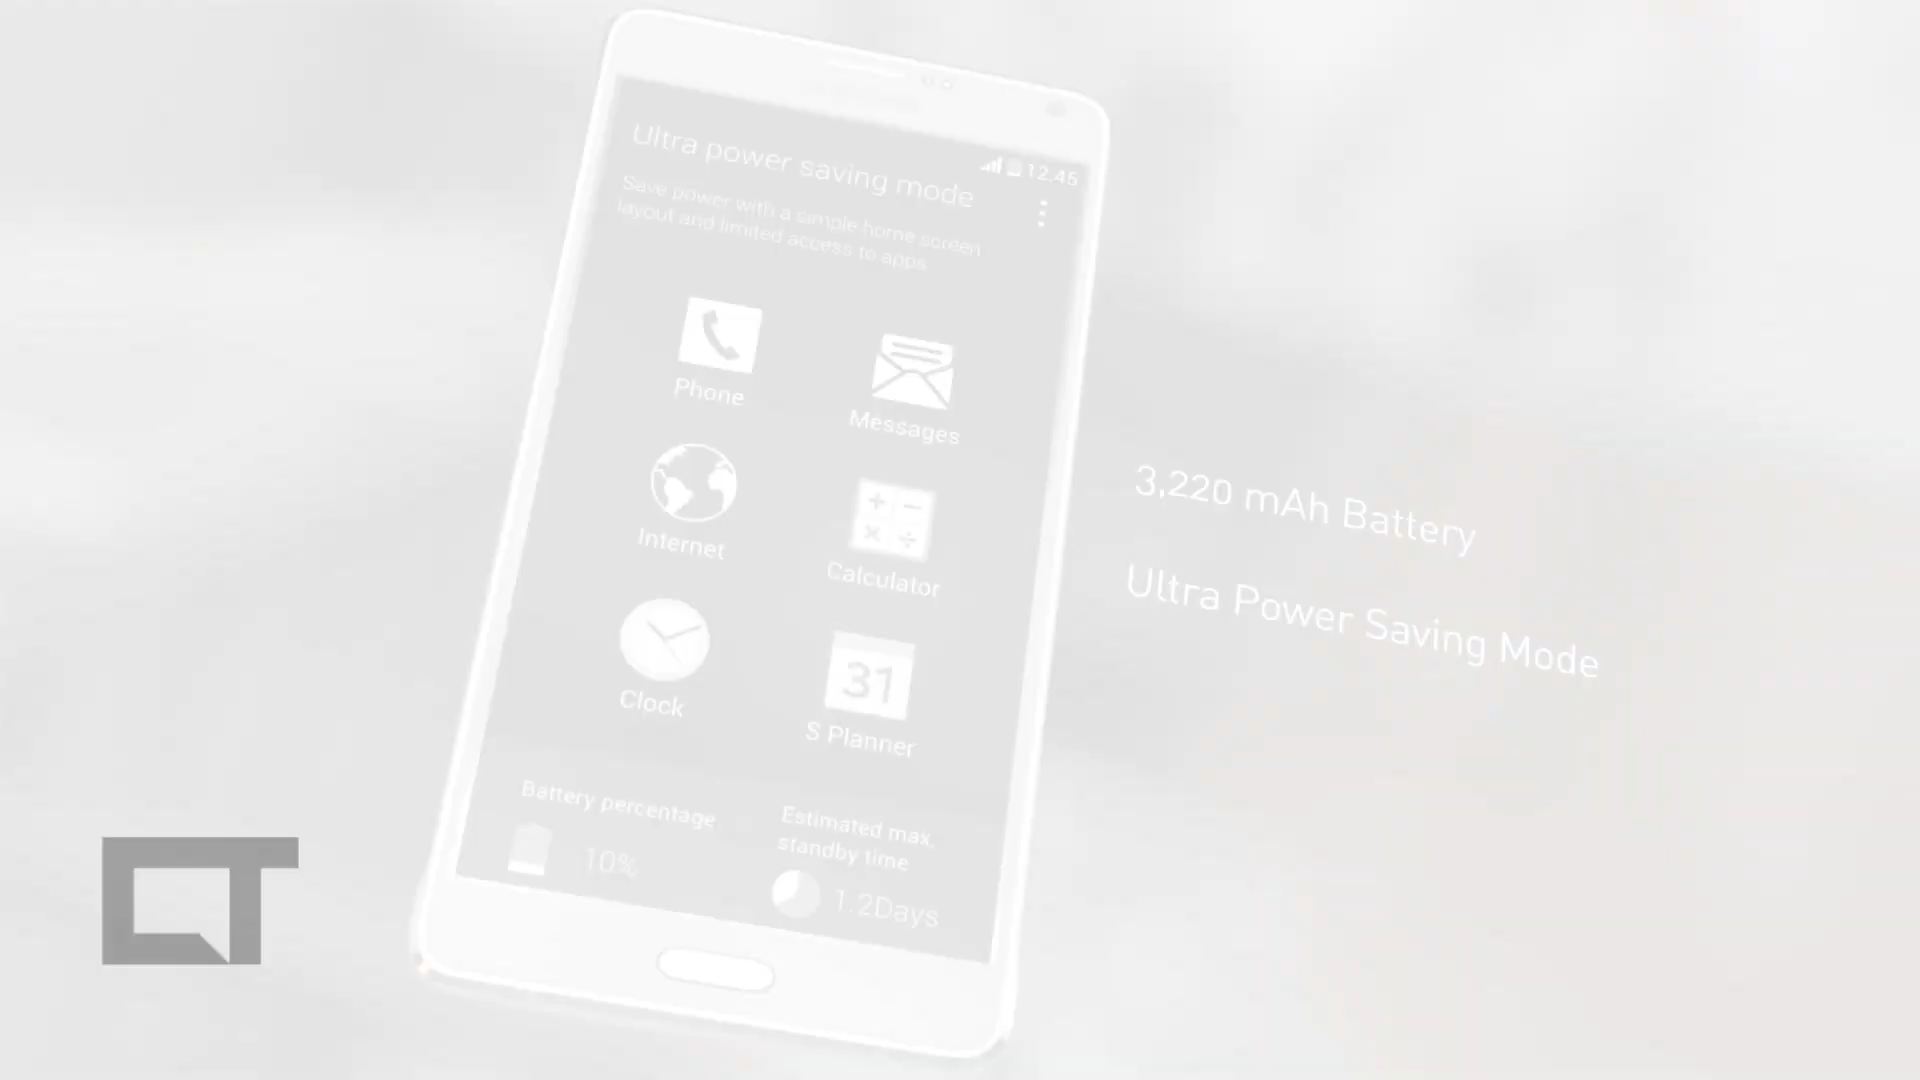 12.45
Ultra power saving mode
Save power with a simple home screen
layout and limited access to apps
Phone
Messages
Internet
Calculator
Clock
31
S Planner
Battery percentage
10%
Estimated max.
standby time
1.2Days
3,220 mAh Battery
Ultra Power Saving Mode
CT